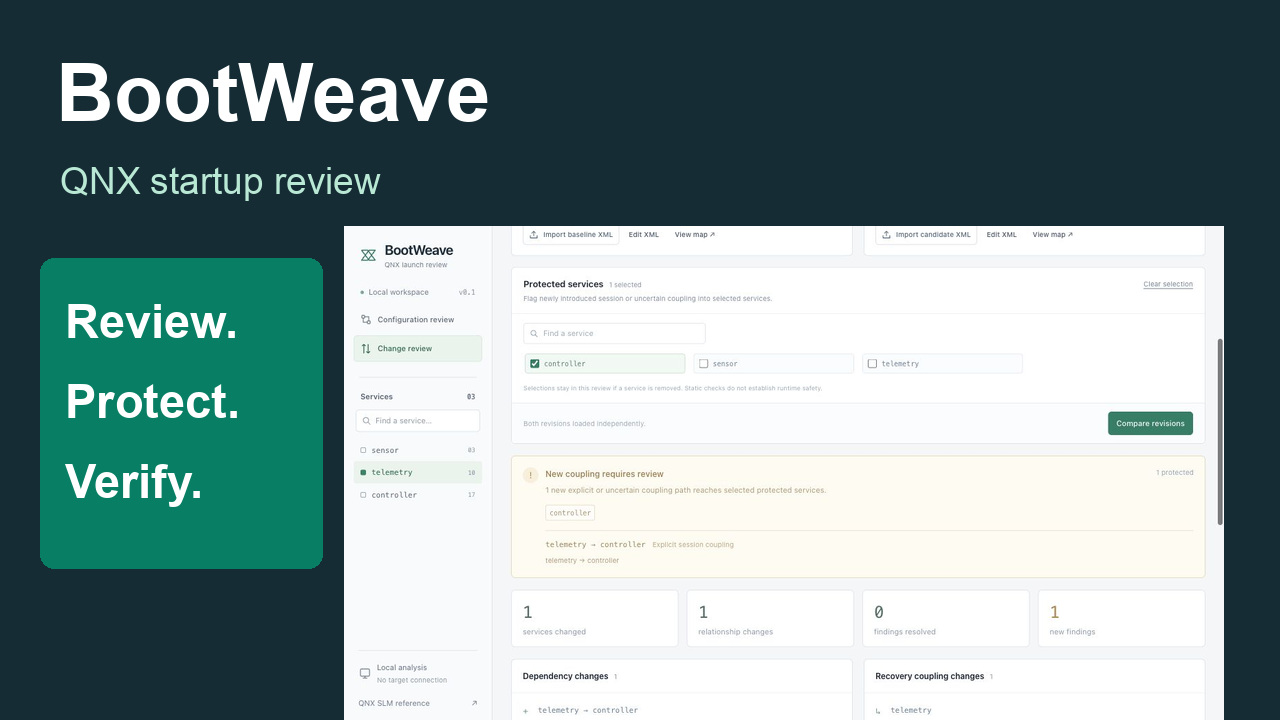 BootWeave
QNX startup review
Review.
Protect.
Verify.
BootWeave
QNX launch review
Local workspace v0.1
Configuration review
Change review
Services 03
Find a service...
sensor 03
telemetry 10
controller 17
Local analysis
No target connection
QNX SLM reference ↗
Import baseline XML Edit XML View map ↗
Import candidate XML Edit XML View map ↗
Protected services 1 selected Clear selection
Flag newly introduced session or uncertain coupling into selected services.
Find a service
controller sensor telemetry
Selections stay in this review if a service is removed. Static checks do not establish runtime safety.
Both revisions loaded independently. Compare revisions
! New coupling requires review 1 protected
1 new explicit or uncertain coupling path reaches selected protected services.
controller
telemetry → controller Explicit session coupling
telemetry → controller
1 1 0 1
services changed relationship changes findings resolved new findings
Dependency changes 1 Recovery coupling changes 1
+ telemetry → controller ↳ telemetry